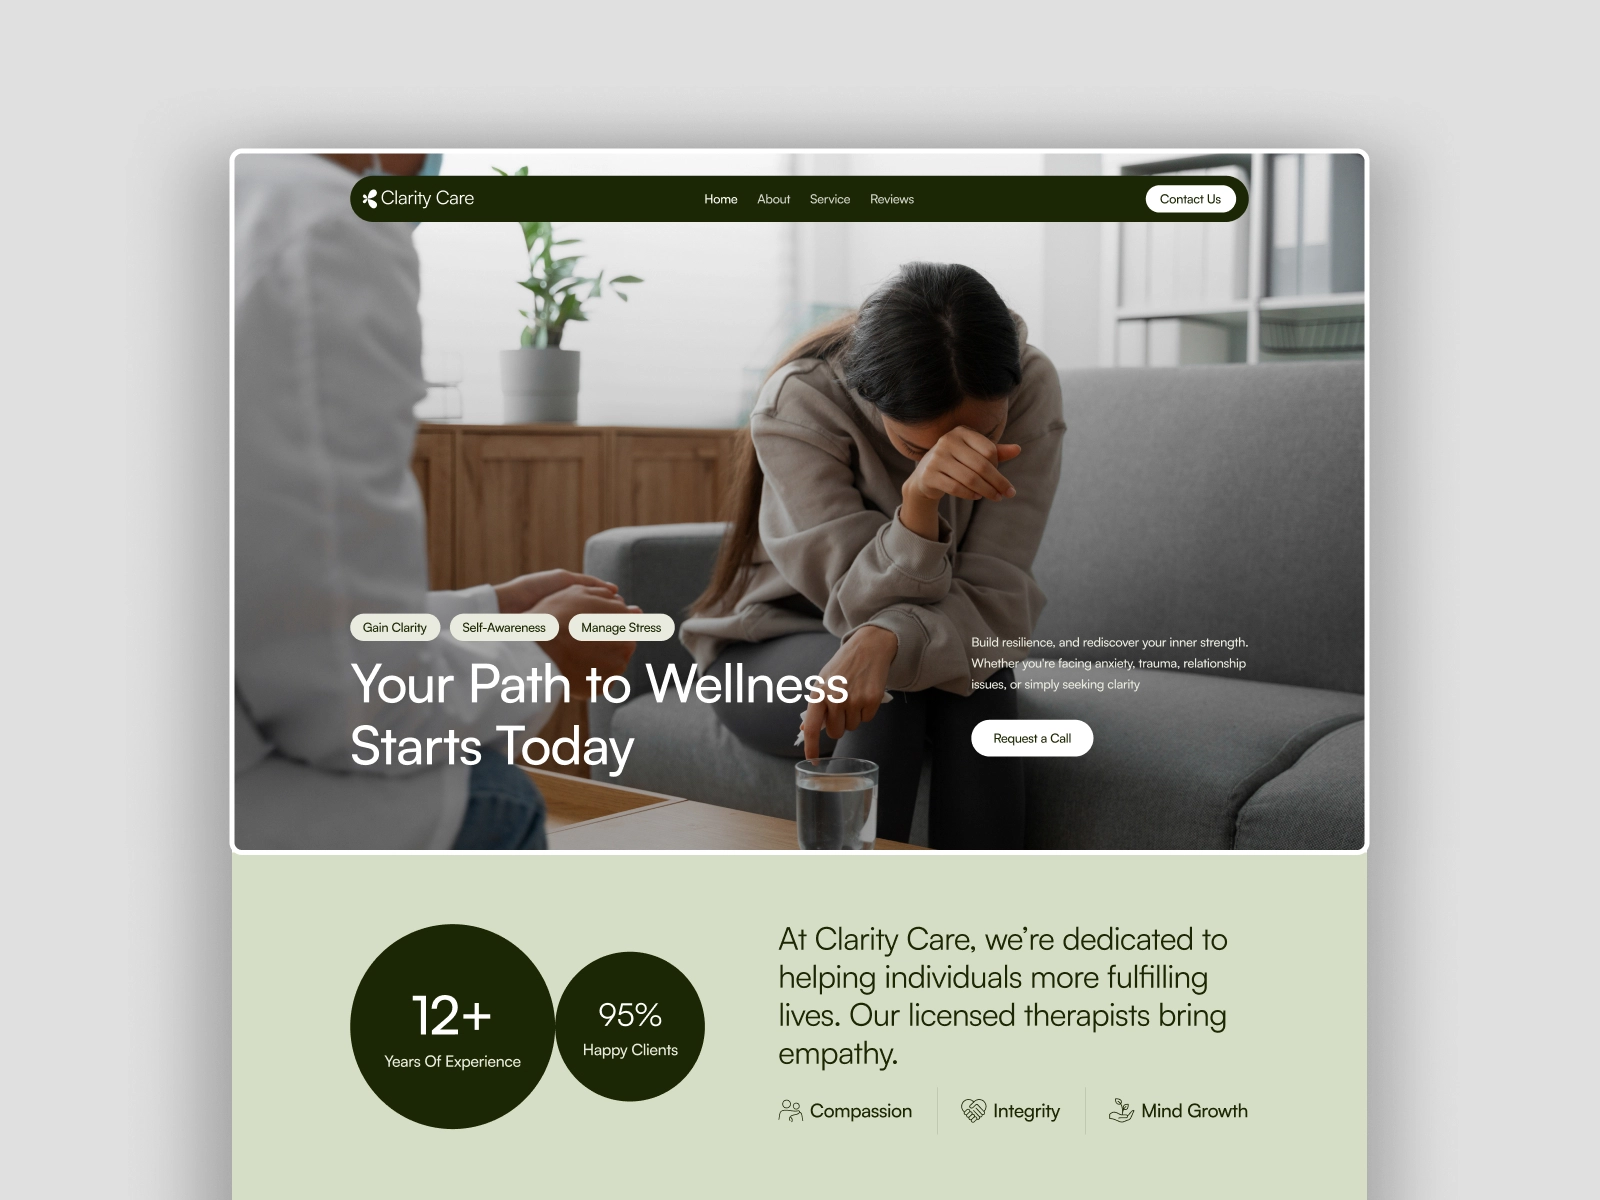 Clarity Care
Home
About
Service
Reviews
Contact Us
Gain Clarity
Self-Awareness
Manage Stress
Your Path to Wellness
Starts Today
Build resilience, and rediscover your inner strength.
Whether you're facing anxiety, trauma, relationship
issues, or simply seeking clarity
Request a Call
12+
Years Of Experience
95%
Happy Clients
At Clarity Care, we’re dedicated to
helping individuals more fulfilling
lives. Our licensed therapists bring
empathy.
Compassion
Integrity
Mind Growth